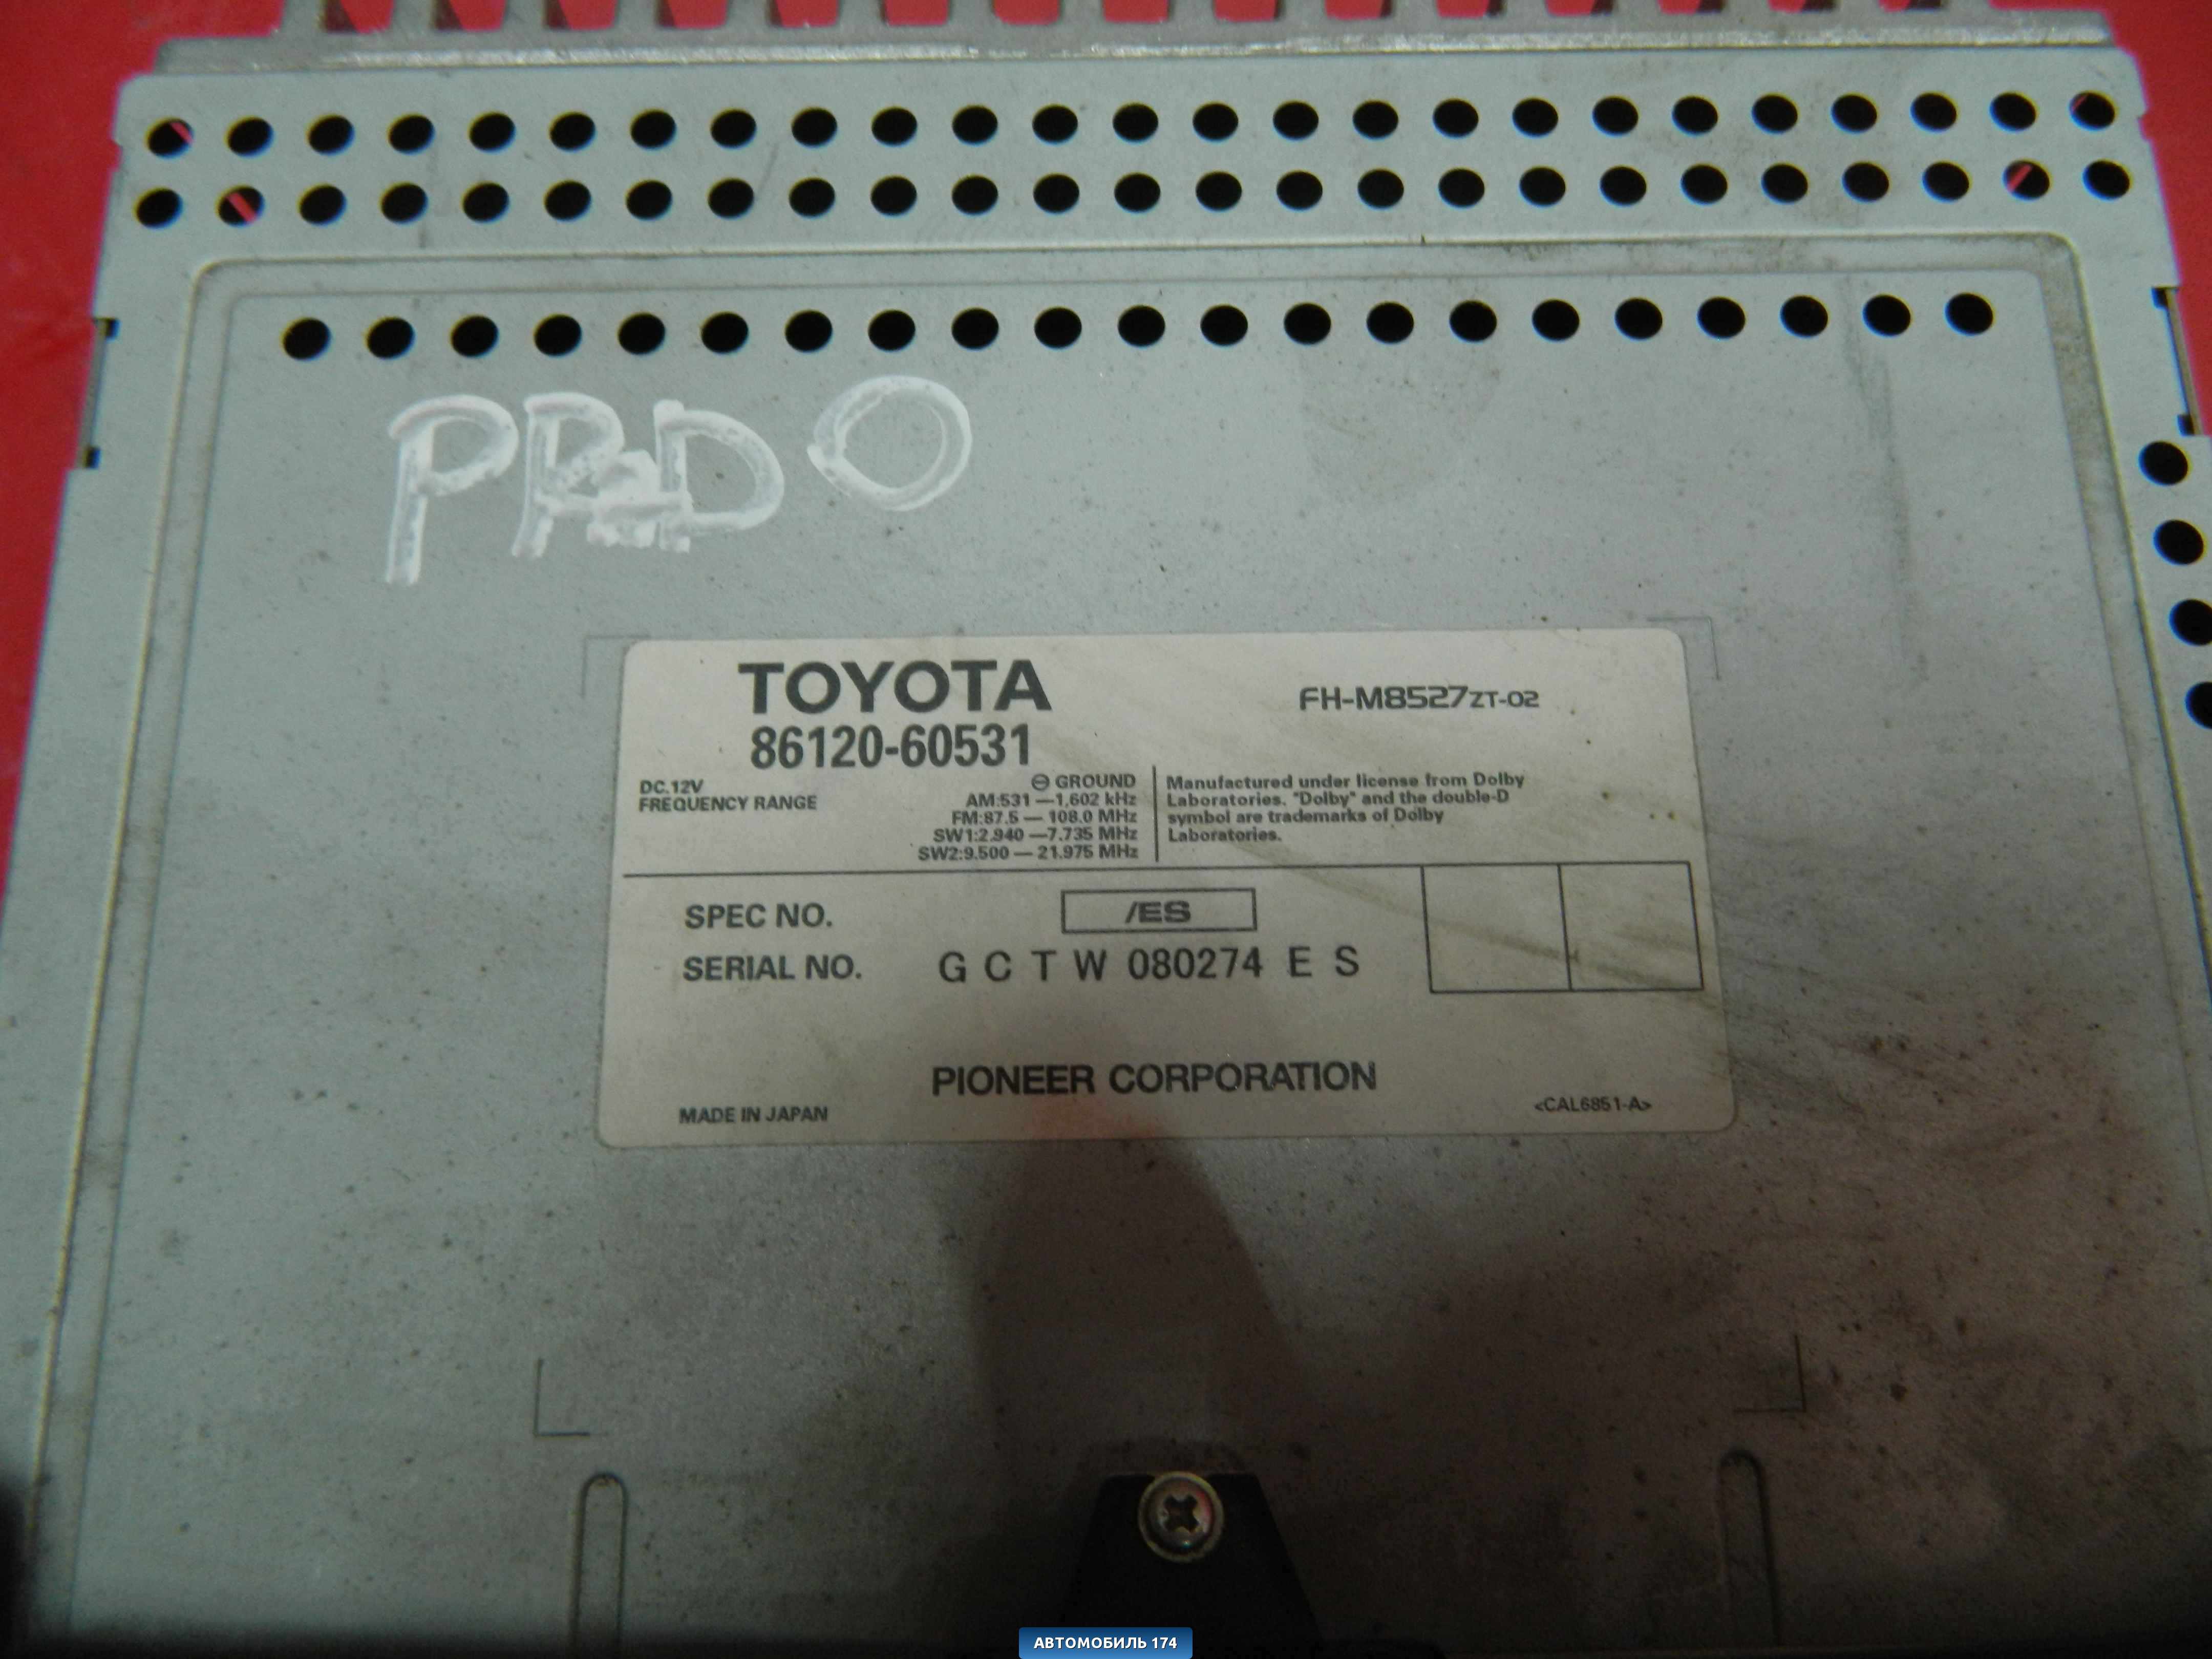 PRADO
TOYOTA
86120-60531
FH-M8527ZT-02
DC.12V
FREQUENCY RANGE
⊖ GROUND
AM:531 —1,602 kHz
FM:87.5 — 108.0 MHz
SW1:2.940 —7.735 MHz
SW2:9.500 — 21.975 MHz
Manufactured under license from Dolby
Laboratories. "Dolby" and the double-D
symbol are trademarks of Dolby
Laboratories.
SPEC NO. /ES
SERIAL NO. G C T W 080274 E S
PIONEER CORPORATION
MADE IN JAPAN
<CAL6851-A>
АВТОМОБИЛЬ 174